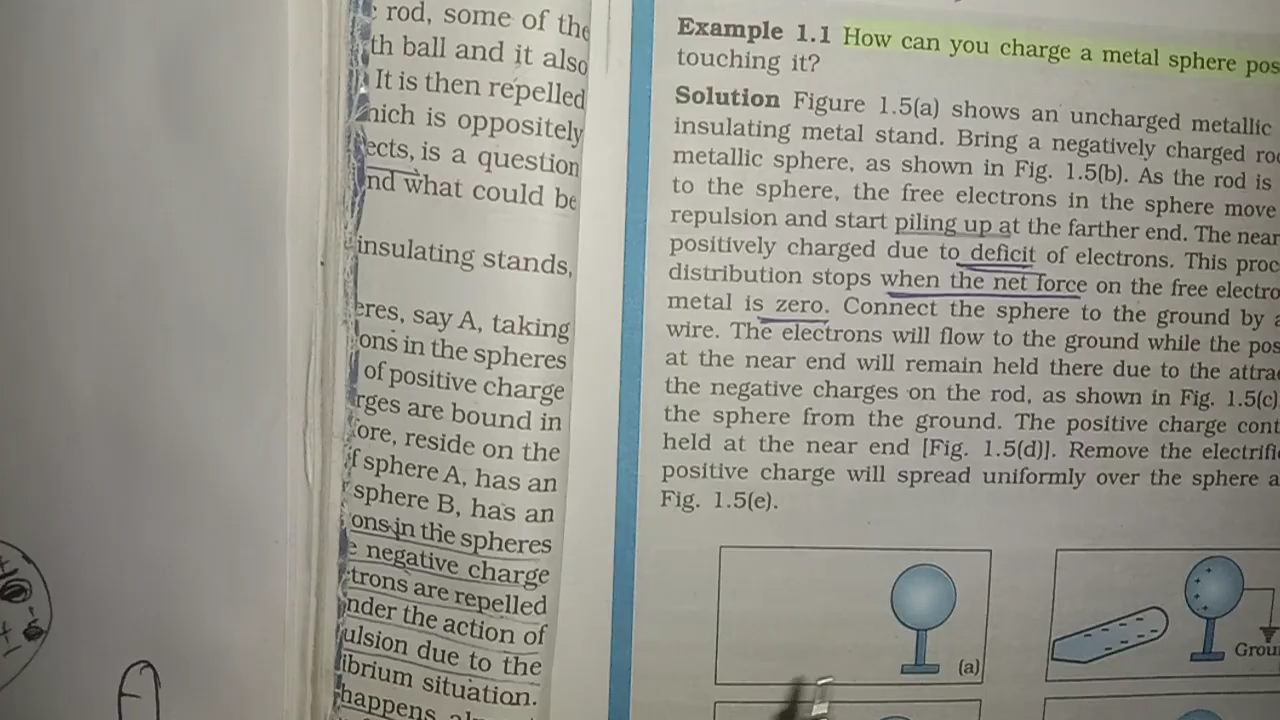 rod, some of the
th ball and it also
It is then repelled
hich is oppositely
ects, is a question
nd what could be
insulating stands,
eres, say A, taking
ons in the spheres
of positive charge
rges are bound in
fore, reside on the
f sphere A, has an
sphere B, has an
ons in the spheres
e negative charge
trons are repelled
nder the action of
ulsion due to the
ibrium situation.
happens
Example 1.1 How can you charge a metal sphere pos
touching it?
Solution Figure 1.5(a) shows an uncharged metallic
insulating metal stand. Bring a negatively charged ro
metallic sphere, as shown in Fig. 1.5(b). As the rod is
to the sphere, the free electrons in the sphere move
repulsion and start piling up at the farther end. The near
positively charged due to deficit of electrons. This proc
distribution stops when the net force on the free electro
metal is zero. Connect the sphere to the ground by a
wire. The electrons will flow to the ground while the pos
at the near end will remain held there due to the attra
the negative charges on the rod, as shown in Fig. 1.5(c)
the sphere from the ground. The positive charge cont
held at the near end [Fig. 1.5(d)]. Remove the electrifi
positive charge will spread uniformly over the sphere a
Fig. 1.5(e).
(a)
Grou